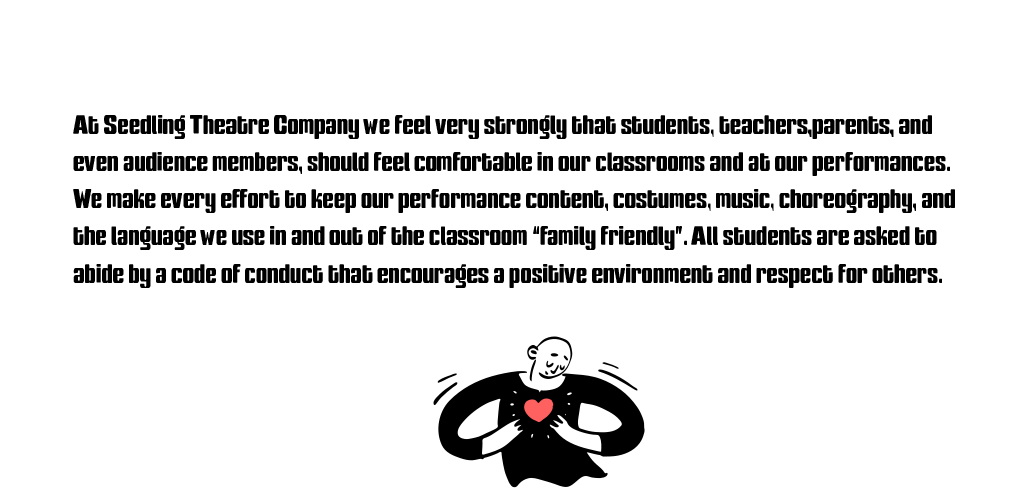 At Seedling Theatre Company we feel very strongly that students, teachers,parents, and
even audience members, should feel comfortable in our classrooms and at our performances.
We make every effort to keep our performance content, costumes, music, choreography, and
the language we use in and out of the classroom “family friendly”. All students are asked to
abide by a code of conduct that encourages a positive environment and respect for others.